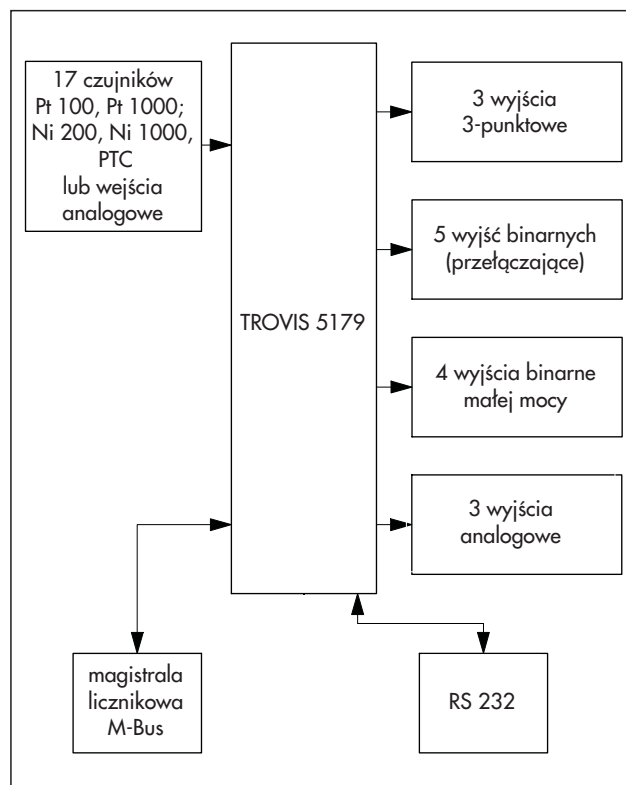 17 czujników
Pt 100, Pt 1000;
Ni 200, Ni 1000,
PTC
lub wejścia
analogowe
TROVIS 5179
3 wyjścia
3-punktowe
5 wyjść binarnych
(przełączające)
4 wyjścia binarne
małej mocy
3 wyjścia
analogowe
magistrala
licznikowa
M-Bus
RS 232